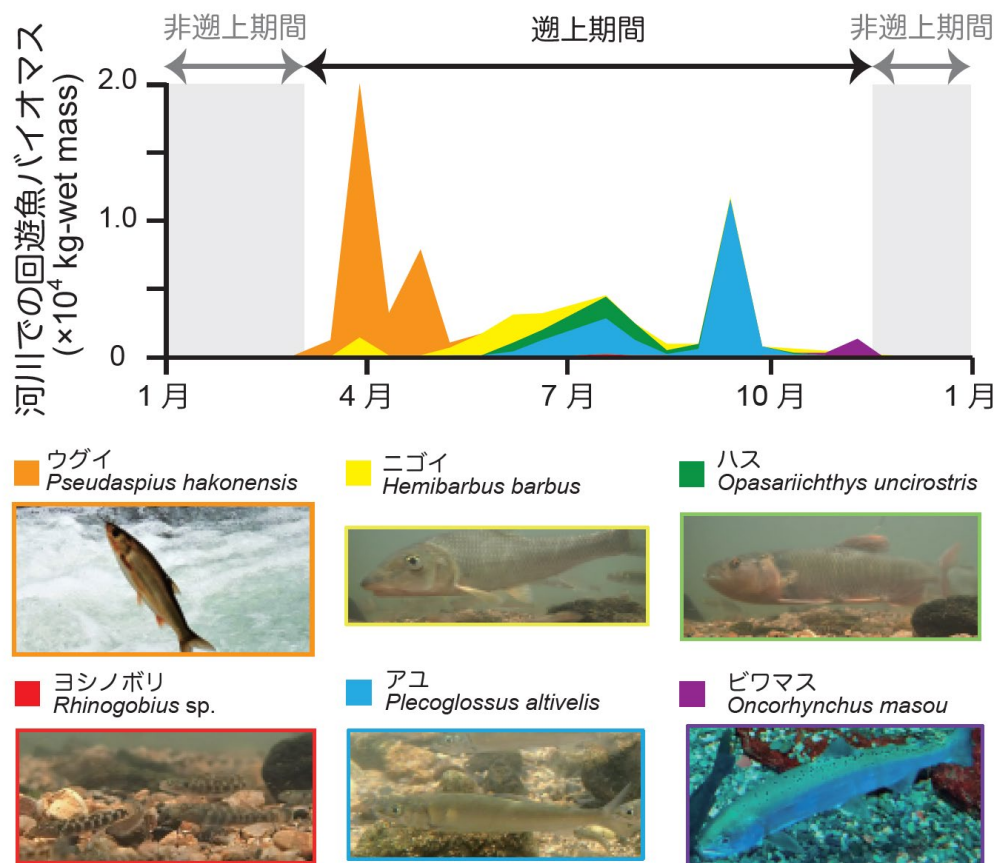 非遡上期間
遡上期間
非遡上期間
河川での回遊魚バイオマス
(×10⁴ kg-wet mass)
2.0
1.0
0
1月
4月
7月
10月
1月
ウグイ
Pseudaspius hakonensis
ニゴイ
Hemibarbus barbus
ハス
Opasariichthys uncirostris
ヨシノボリ
Rhinogobius sp.
アユ
Plecoglossus altivelis
ビワマス
Oncorhynchus masou